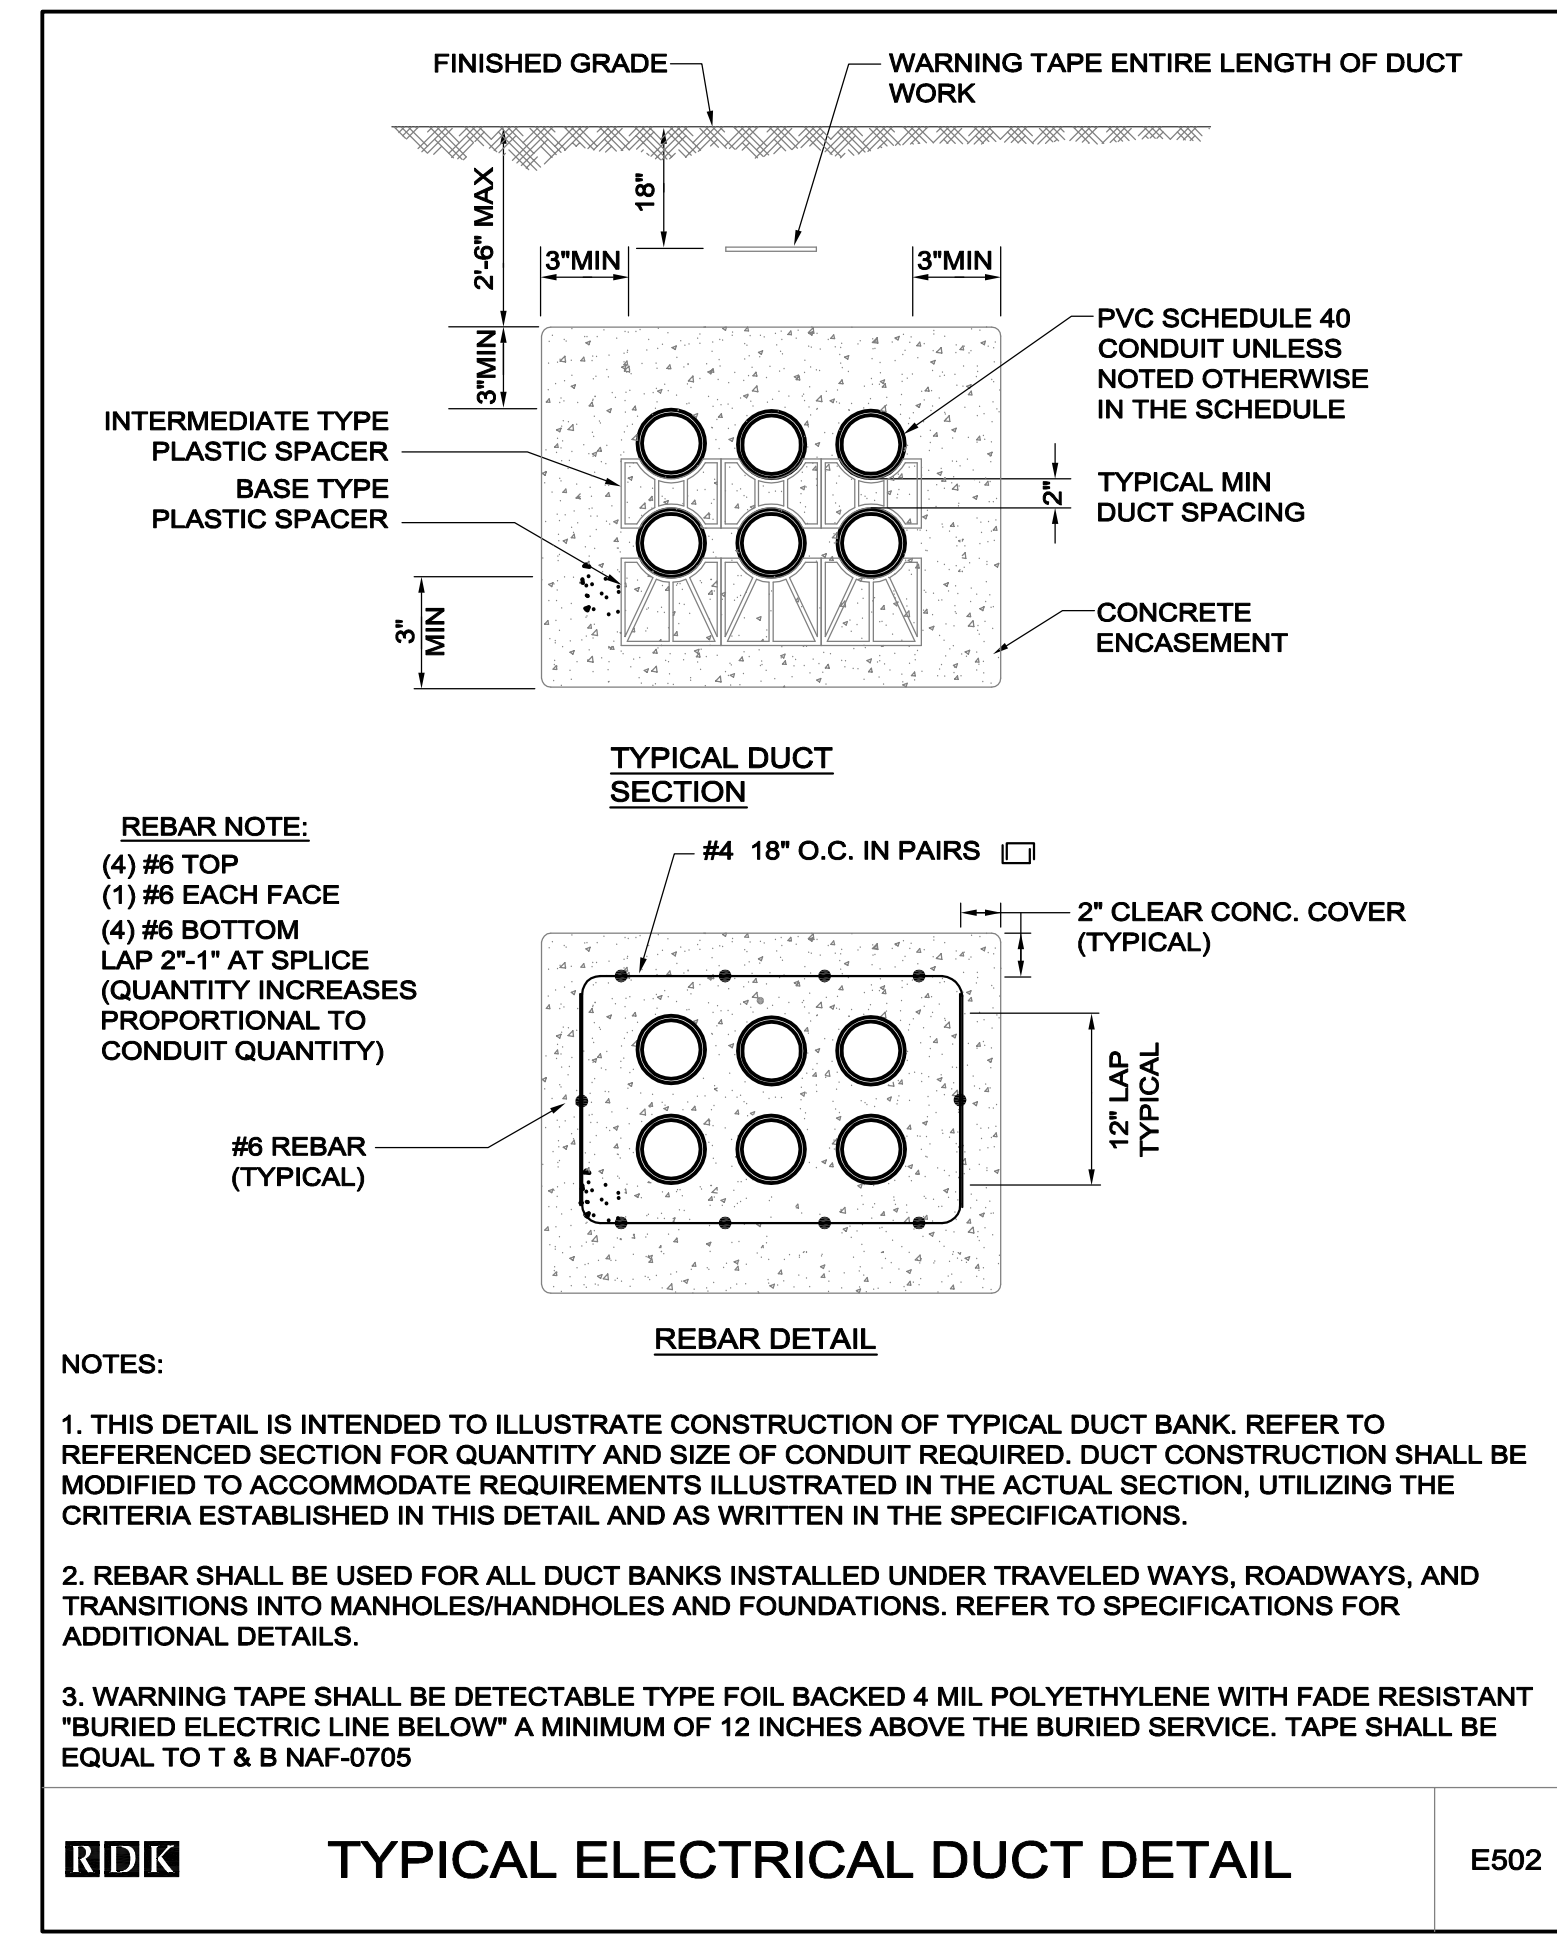 FINISHED GRADE
WARNING TAPE ENTIRE LENGTH OF DUCT
WORK
2'-6" MAX
18"
3"MIN
3"MIN
3"MIN
PVC SCHEDULE 40
CONDUIT UNLESS
NOTED OTHERWISE
IN THE SCHEDULE
INTERMEDIATE TYPE
PLASTIC SPACER
BASE TYPE
PLASTIC SPACER
2"
TYPICAL MIN
DUCT SPACING
3"
MIN
CONCRETE
ENCASEMENT
TYPICAL DUCT
SECTION
REBAR NOTE:
(4) #6 TOP
(1) #6 EACH FACE
(4) #6 BOTTOM
LAP 2"-1" AT SPLICE
(QUANTITY INCREASES
PROPORTIONAL TO
CONDUIT QUANTITY)
#4 18" O.C. IN PAIRS
2" CLEAR CONC. COVER
(TYPICAL)
12" LAP
TYPICAL
#6 REBAR
(TYPICAL)
REBAR DETAIL
NOTES:
1. THIS DETAIL IS INTENDED TO ILLUSTRATE CONSTRUCTION OF TYPICAL DUCT BANK. REFER TO
REFERENCED SECTION FOR QUANTITY AND SIZE OF CONDUIT REQUIRED. DUCT CONSTRUCTION SHALL BE
MODIFIED TO ACCOMMODATE REQUIREMENTS ILLUSTRATED IN THE ACTUAL SECTION, UTILIZING THE
CRITERIA ESTABLISHED IN THIS DETAIL AND AS WRITTEN IN THE SPECIFICATIONS.
2. REBAR SHALL BE USED FOR ALL DUCT BANKS INSTALLED UNDER TRAVELED WAYS, ROADWAYS, AND
TRANSITIONS INTO MANHOLES/HANDHOLES AND FOUNDATIONS. REFER TO SPECIFICATIONS FOR
ADDITIONAL DETAILS.
3. WARNING TAPE SHALL BE DETECTABLE TYPE FOIL BACKED 4 MIL POLYETHYLENE WITH FADE RESISTANT
"BURIED ELECTRIC LINE BELOW" A MINIMUM OF 12 INCHES ABOVE THE BURIED SERVICE. TAPE SHALL BE
EQUAL TO T & B NAF-0705
RDK
TYPICAL ELECTRICAL DUCT DETAIL
E502